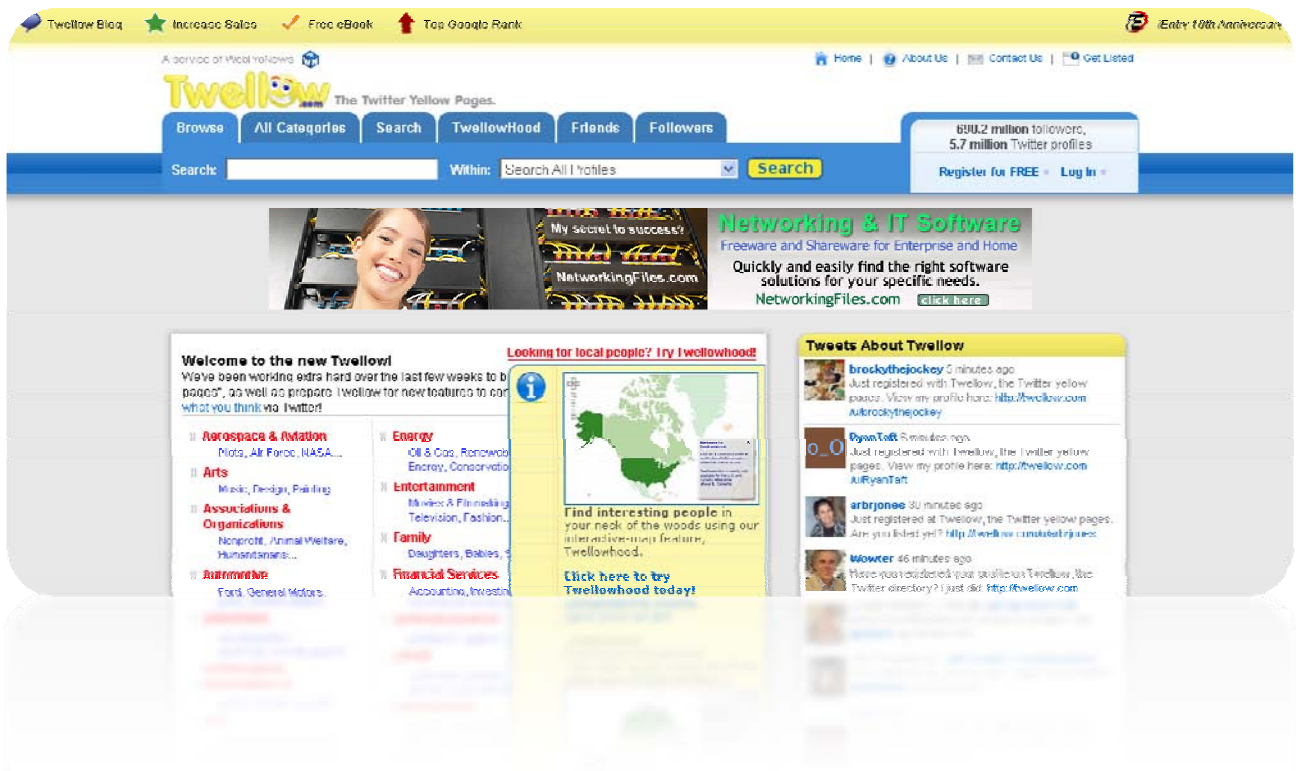 Twellow Blog Increase Sales Free eBook Top Google Rank iEntry 10th Anniversary
A service of WebProNews Home | About Us | Contact Us | Get Listed
Twellow.com The Twitter Yellow Pages.
Browse All Categories Search TwellowHood Friends Followers
690.2 million followers,
5.7 million Twitter profiles
Search: Within: Search All Profiles Search
Register for FREE Log In
My secret to success?
NetworkingFiles.com
Networking & IT Software
Freeware and Shareware for Enterprise and Home
Quickly and easily find the right software
solutions for your specific needs.
NetworkingFiles.com click here
Looking for local people? Try Twellowhood!
Welcome to the new Twellow!
We've been working extra hard over the last few weeks to b
pages", as well as prepare Twellow for new features to com
what you think via Twitter!
Aerospace & Aviation
Pilots, Air Force, NASA...
Arts
Music, Design, Painting
Associations &
Organizations
Nonprofit, Animal Welfare,
Humanitarians...
Automotive
Ford, General Motors,
Energy
Oil & Gas, Renewab
Energy, Conservatio
Entertainment
Movies & Filmmaking
Television, Fashion...
Family
Daughters, Babies, S
Financial Services
Accounting, Investin
Find interesting people in
your neck of the woods using our
interactive-map feature,
Twellowhood.
Click here to try
Twellowhood today!
Tweets About Twellow
brockythejockey 5 minutes ago
Just registered with Twellow, the Twitter yellow
pages. View my profile here: http://twellow.com
/u/brockythejockey
o_O
RyanTaft 6 minutes ago
Just registered with Twellow, the Twitter yellow
pages. View my profile here: http://twellow.com
/u/RyanTaft
arbrjones 30 minutes ago
Just registered at Twellow, the Twitter yellow pages.
Are you listed yet? http://twellow.com/u/arbrjones
Wowter 46 minutes ago
Have you registered your profile on Twellow, the
Twitter directory? I just did: http://twellow.com